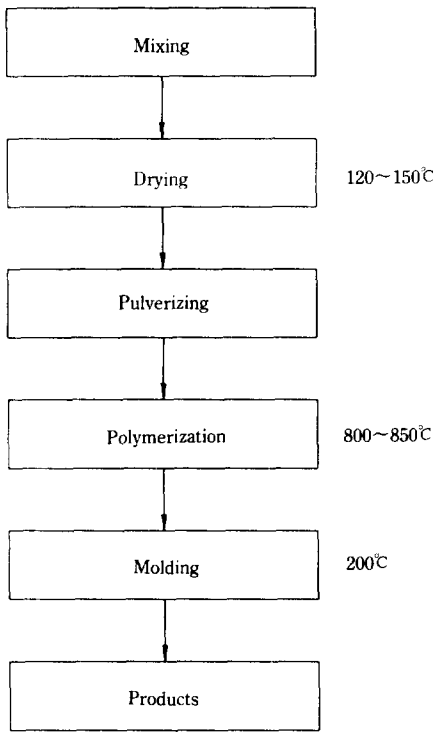 Mixing
Drying 120～150℃
Pulverizing
Polymerization 800～850℃
Molding 200℃
Products